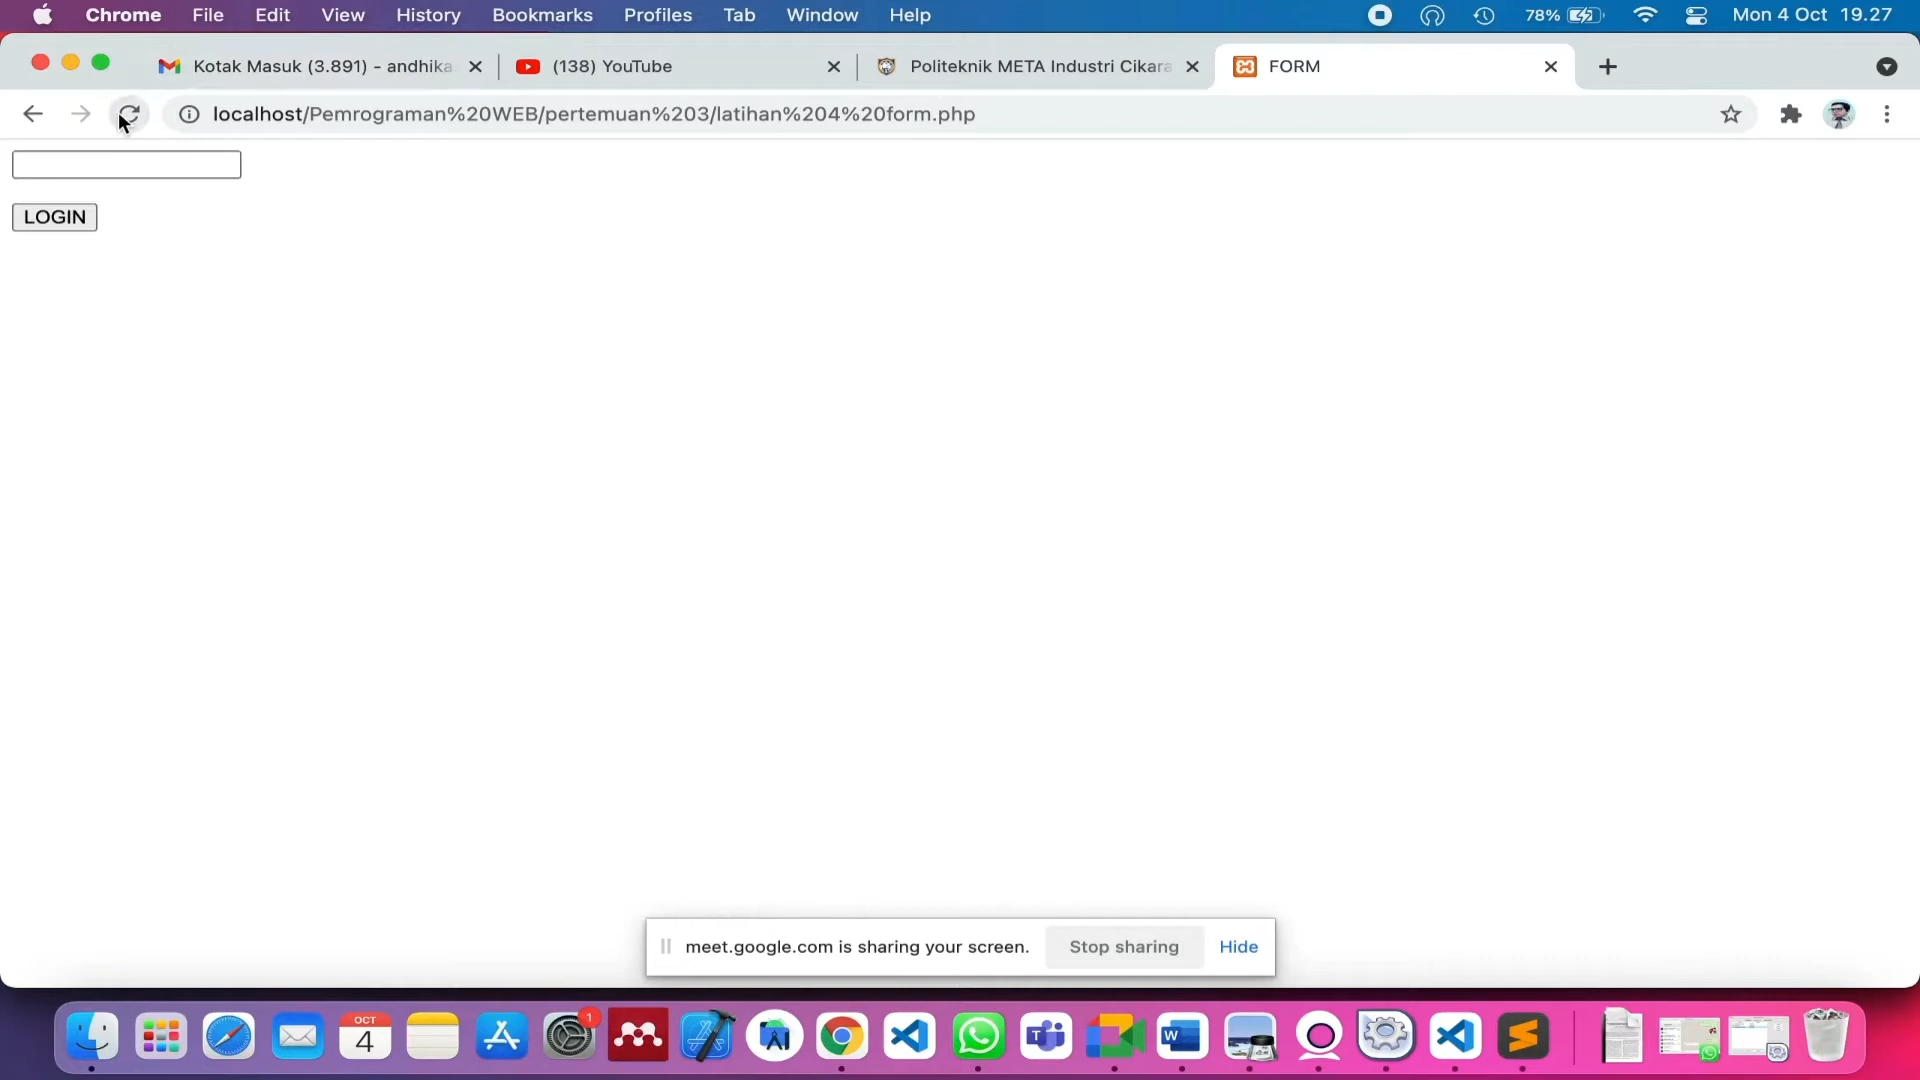 Chrome File Edit View History Bookmarks Profiles Tab Window Help 78% Mon 4 Oct 19.27
Kotak Masuk (3.891) - andhika (138) YouTube Politeknik META Industri Cikara FORM
localhost/Pemrograman%20WEB/pertemuan%203/latihan%204%20form.php
LOGIN
meet.google.com is sharing your screen. Stop sharing Hide
OCT
4
1
W